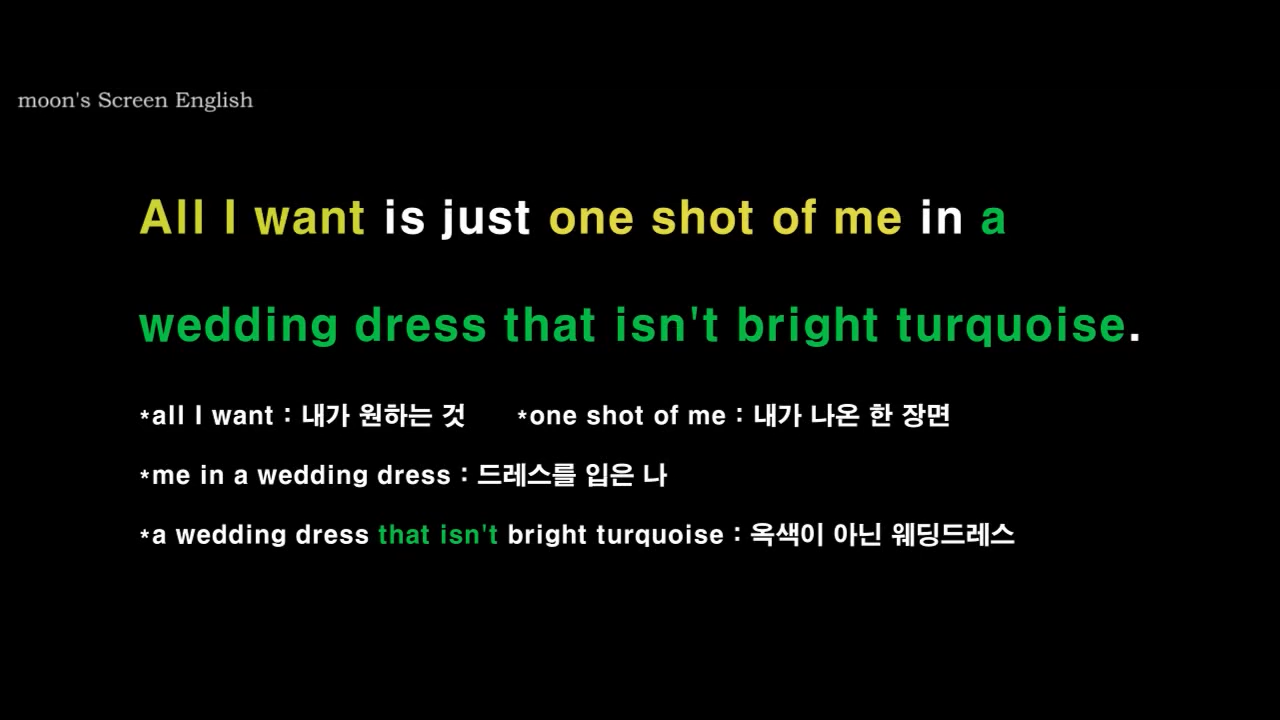 moon's Screen English
All I want is just one shot of me in a
wedding dress that isn't bright turquoise.
*all I want : 내가 원하는 것 *one shot of me : 내가 나온 한 장면
*me in a wedding dress : 드레스를 입은 나
*a wedding dress that isn't bright turquoise : 옥색이 아닌 웨딩드레스